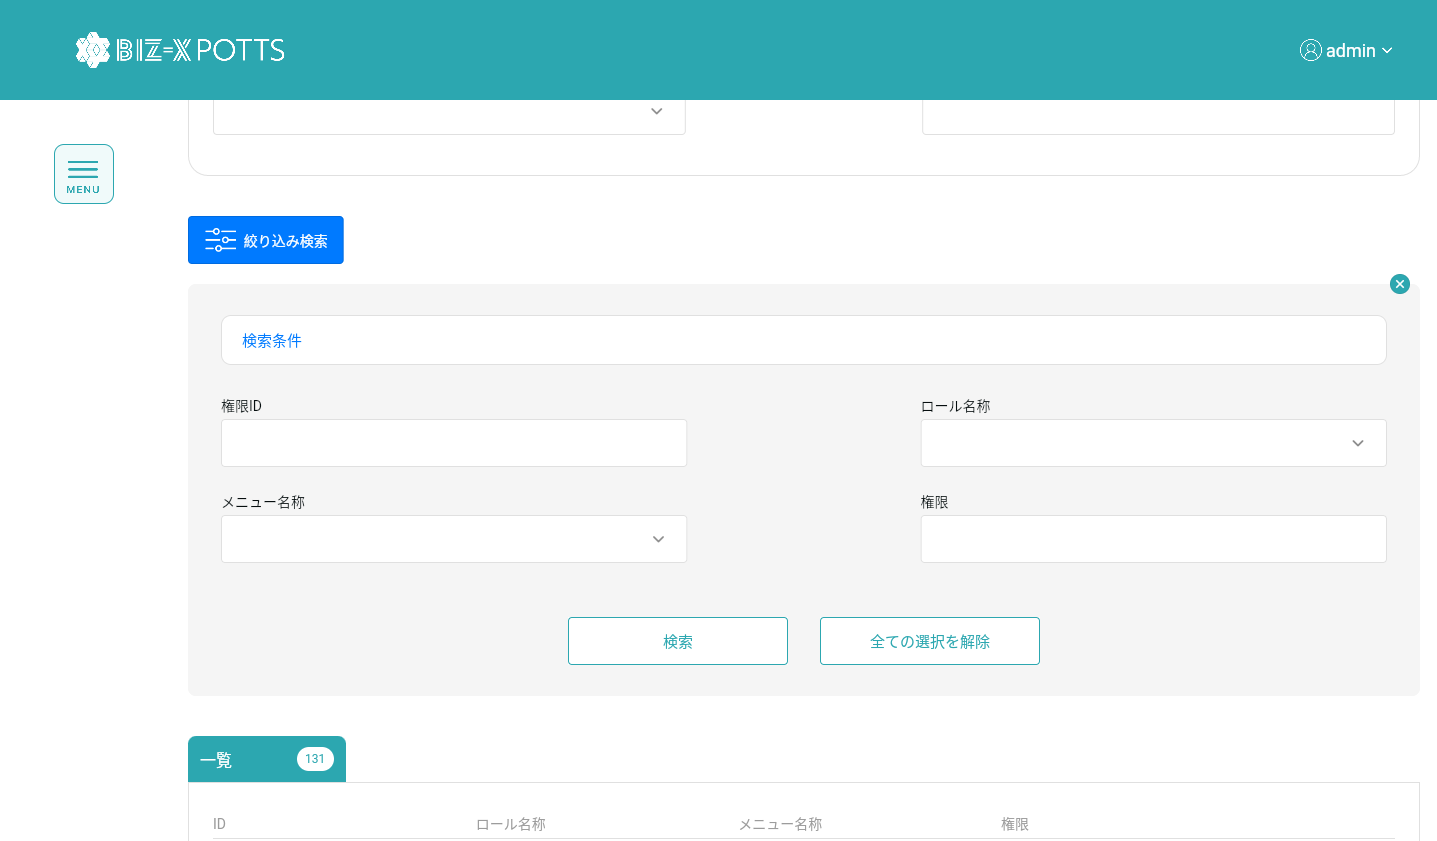 BIZ-X POTTS
admin
MENU
絞り込み検索
検索条件
権限ID
ロール名称
メニュー名称
権限
検索
全ての選択を解除
一覧
131
ID
ロール名称
メニュー名称
権限